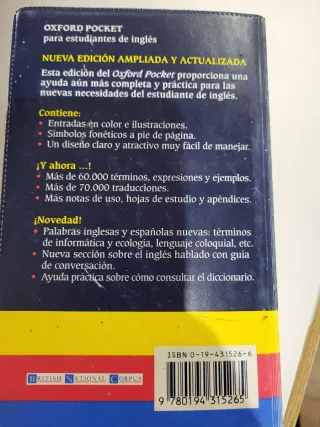 OXFORD POCKET
para estudiantes de inglés
NUEVA EDICIÓN AMPLIADA Y ACTUALIZADA
Esta edición del Oxford Pocket proporciona una
ayuda aún más completa y práctica para las
nuevas necesidades del estudiante de inglés.
Contiene:
• Entradas en color e ilustraciones.
• Símbolos fonéticos a pie de página.
• Un diseño claro y atractivo muy fácil de manejar.
¡Y ahora ...!
• Más de 60.000 términos, expresiones y ejemplos.
• Más de 70.000 traducciones.
• Más notas de uso, hojas de estudio y apéndices.
¡Novedad!
• Palabras inglesas y españolas nuevas: términos
de informática y ecología, lenguaje coloquial, etc.
• Nueva sección sobre el inglés hablado con guía
de conversación.
• Ayuda práctica sobre cómo consultar el diccionario.
ISBN 0-19-431526-6
9 780194 315265
BRITISH NATIONAL CORPUS